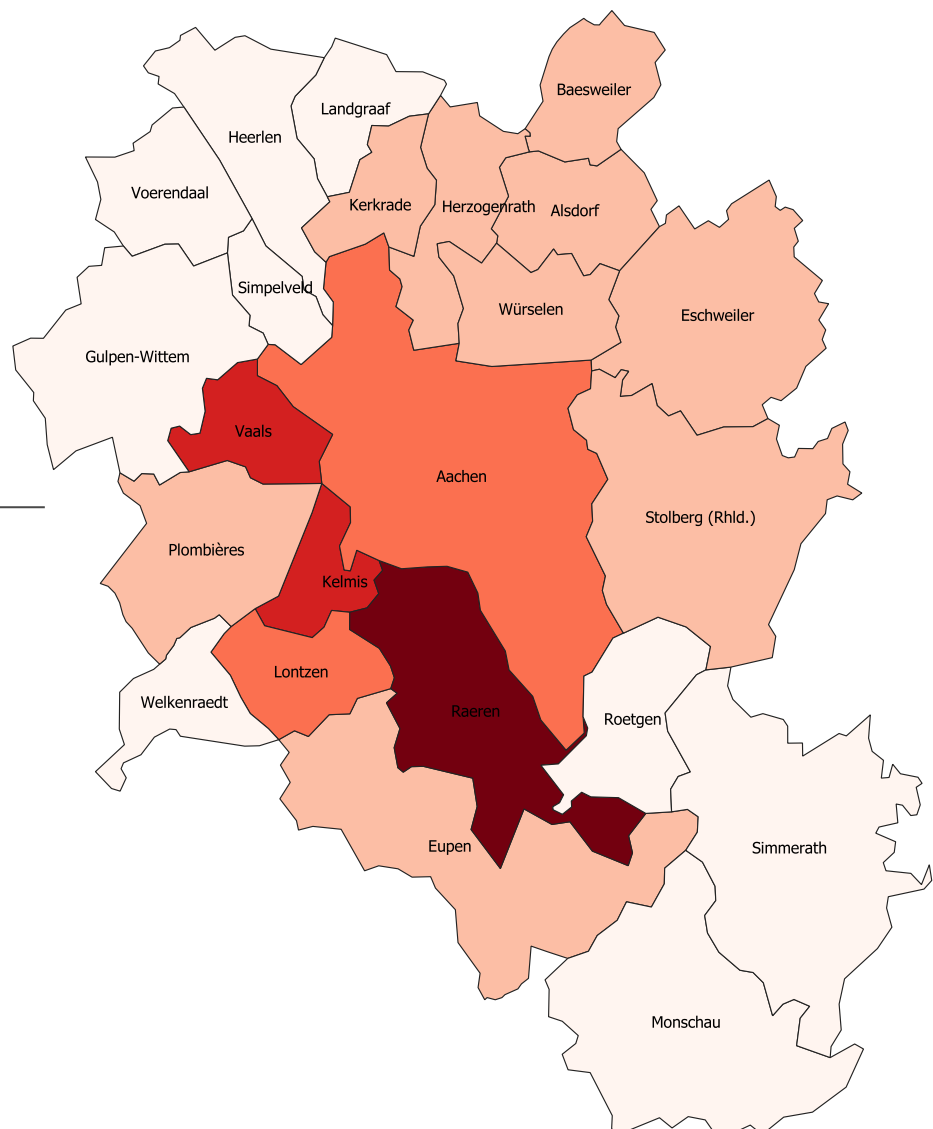 Baesweiler
Landgraaf
Heerlen
Voerendaal
Kerkrade
Herzogenrath
Alsdorf
Simpelveld
Würselen
Eschweiler
Gulpen-Wittem
Vaals
Aachen
Stolberg (Rhld.)
Plombières
Kelmis
Lontzen
Welkenraedt
Raeren
Roetgen
Eupen
Simmerath
Monschau